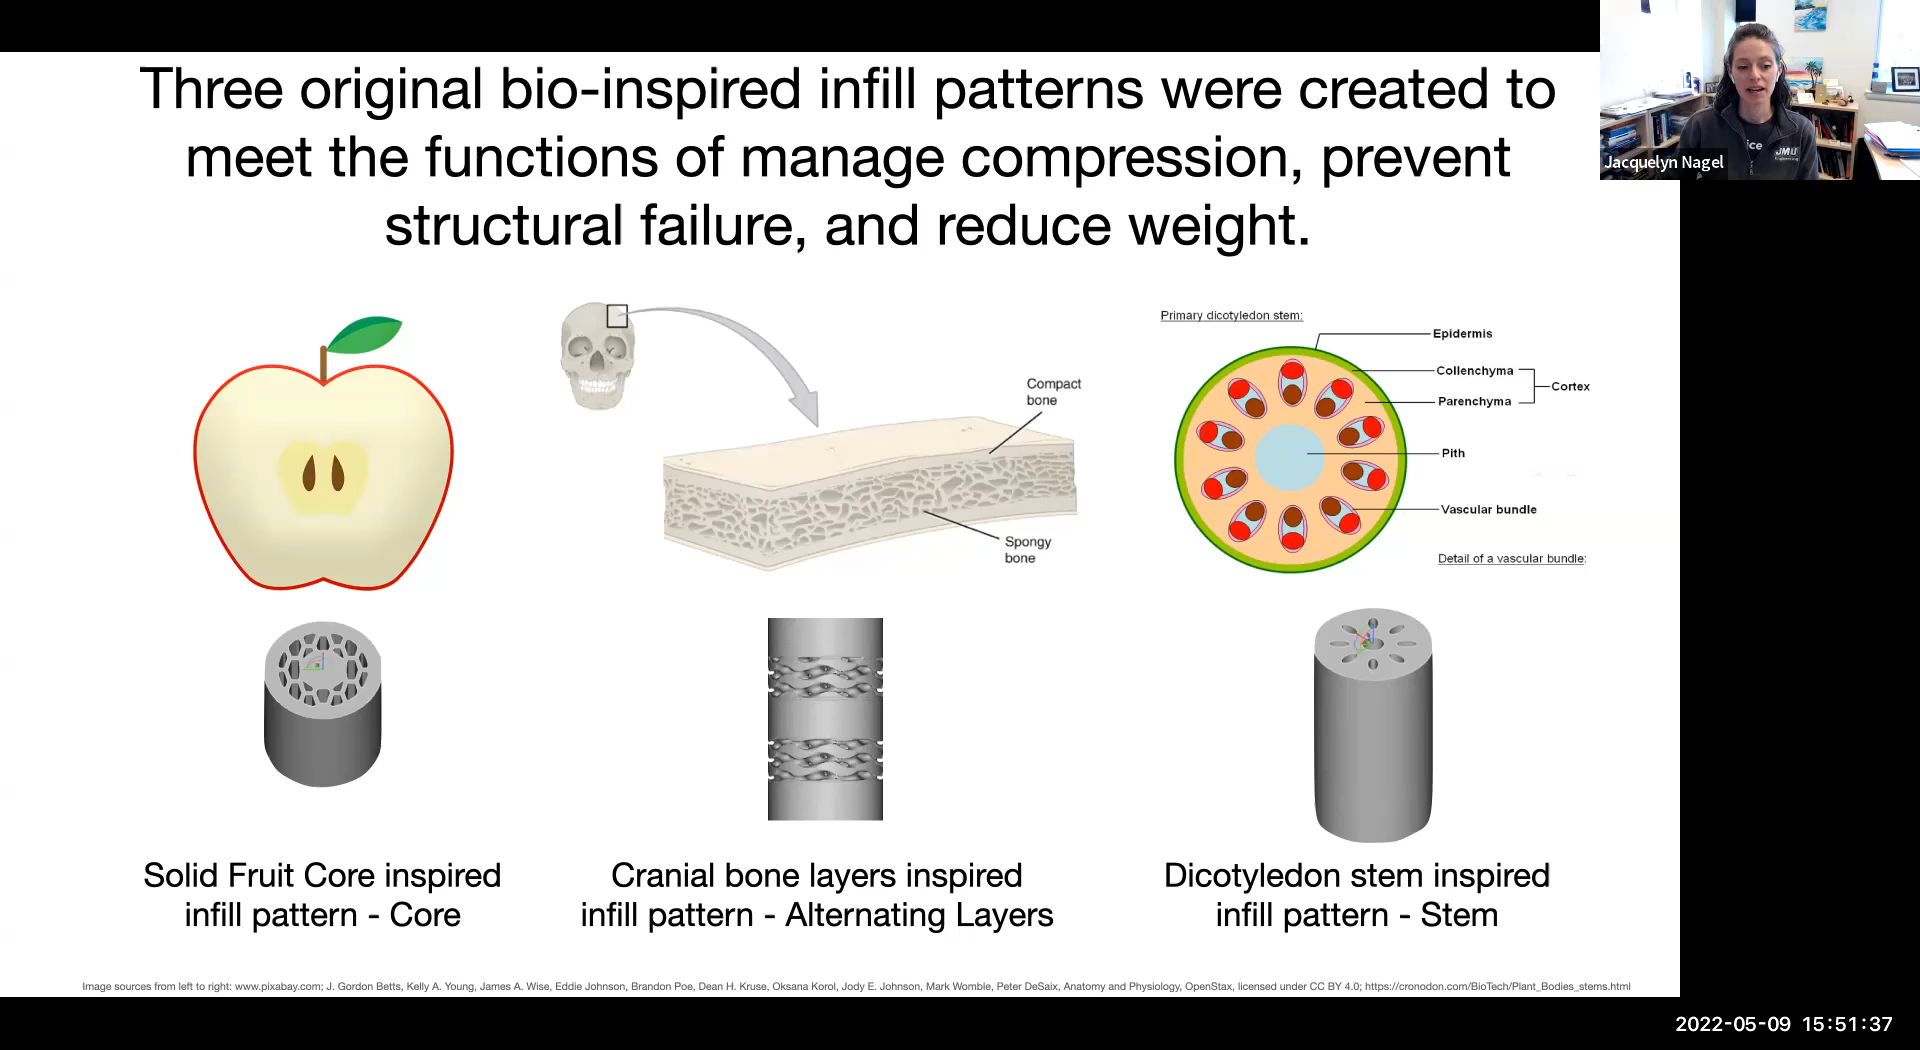 Three original bio-inspired infill patterns were created to
meet the functions of manage compression, prevent
structural failure, and reduce weight.
Jacquelyn Nagel
ice
JMU
Engineering
Compact
bone
Spongy
bone
Primary dicotyledon stem:
Epidermis
Collenchyma
Cortex
Parenchyma
Pith
Vascular bundle
Detail of a vascular bundle:
Solid Fruit Core inspired
infill pattern - Core
Cranial bone layers inspired
infill pattern - Alternating Layers
Dicotyledon stem inspired
infill pattern - Stem
Image sources from left to right: www.pixabay.com; J. Gordon Betts, Kelly A. Young, James A. Wise, Eddie Johnson, Brandon Poe, Dean H. Kruse, Oksana Korol, Jody E. Johnson, Mark Womble, Peter DeSaix, Anatomy and Physiology, OpenStax, licensed under CC BY 4.0; https://cronodon.com/BioTech/Plant_Bodies_stems.html
2022-05-09 15:51:37